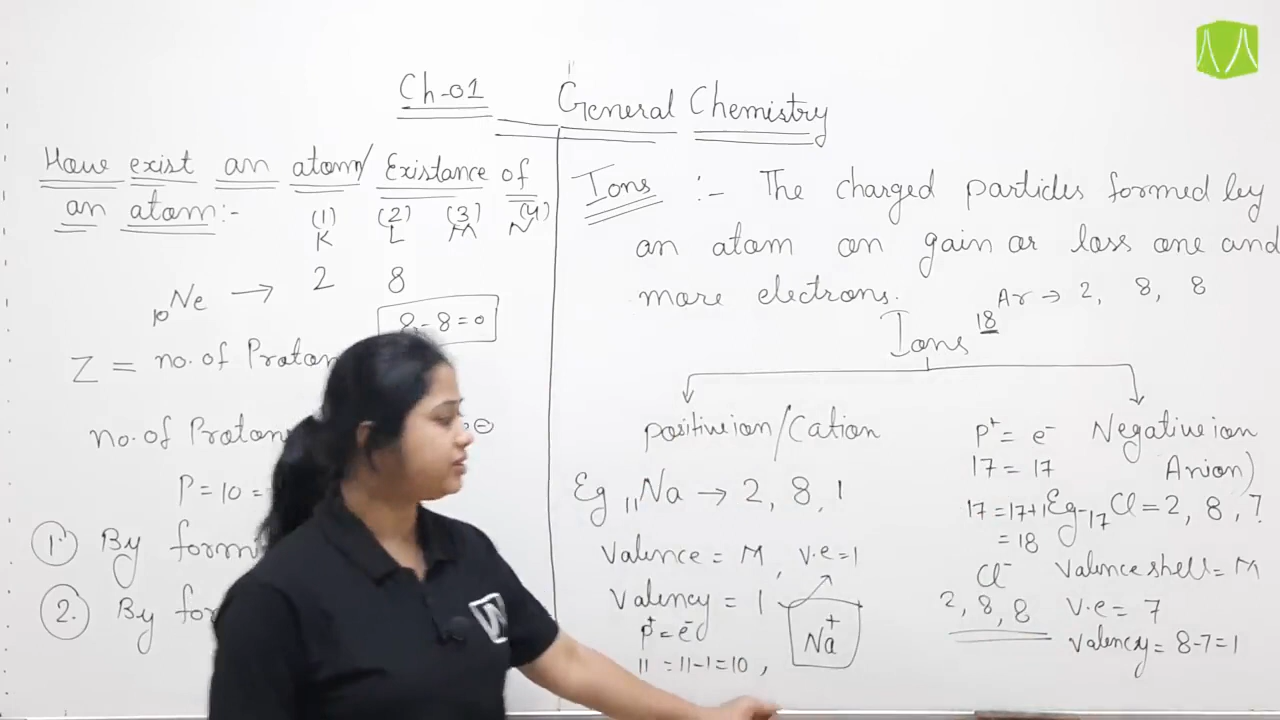 Ch-01 General Chemistry
How exist an atom/ Existance of
an atom:-
(1) (2) (3) (4)
K L M N
₁₀Ne → 2 8
8-8=0
Z = no. of Proton
no. of Proton
P=10=
1. By form
2. By for
Ions :- The charged particles formed by
an atom on gain or loss one and
more electrons.
Ar → 2, 8, 8
18
Ions
positive ion/Cation
Eg ₁₁Na → 2, 8, 1
Valence = M, V.e=1
Valency = 1
P⁺=e⁻
11 = 11-1=10,
Na⁺
Negative ion
Anion)
P⁺ = e⁻
17 = 17
17 = 17+1
= 18
Cl⁻
2, 8, 8
Eg-₁₇Cl = 2, 8, 7
Valence shell = M
V.e = 7
Valency = 8-7=1